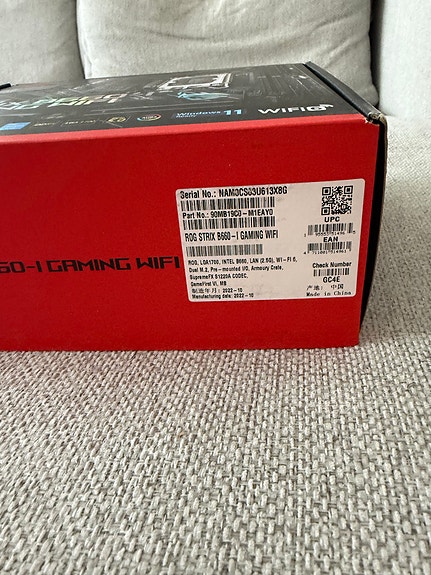 Windows 11
WiFi 6
60-I GAMING WIFI
Serial No.: NAM0CS03U613X8G
Part No.: 90MB19C0-M1EAY0
ROG STRIX B660-I GAMING WIFI
UPC
EAN
ROG, LGA1700, INTEL B660, LAN (2.5G), Wi-Fi 6,
Dual M.2, Pre-mounted I/O, Armoury Crate,
SupremeFX S1220A CODEC,
GameFirst VI, MB
制造年月: 2022-10
Manufacturing date: 2022-10
Check Number
GC4E
产地: 中国
Made in China